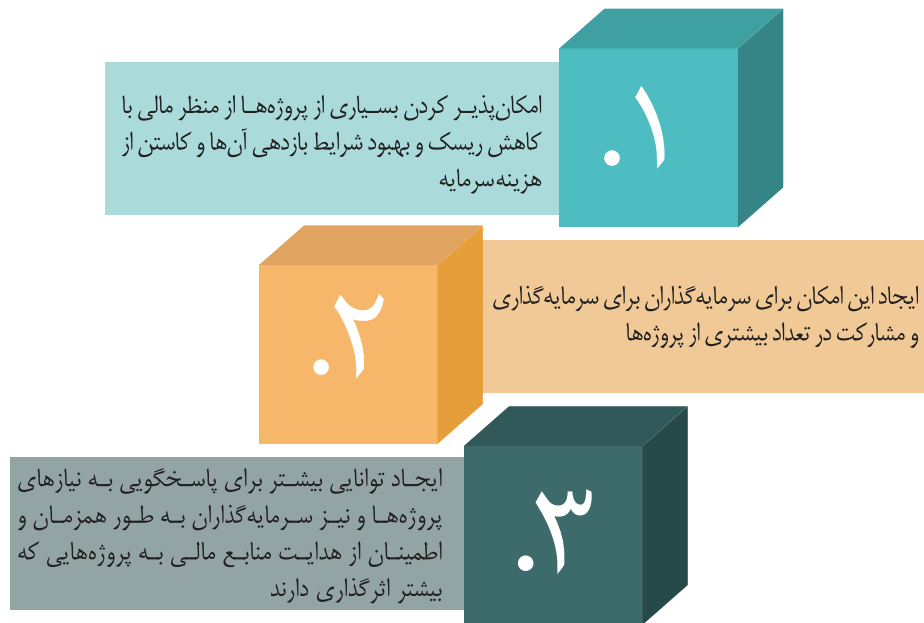 ۱.
امکان‌پذیـر کردن بسـیاری از پروژه‌هـا از منظر مالی با
کاهش ریسک و بهبود شرایط بازدهی آن‌ها و کاستن از
هزینه‌سرمایه
۲.
ایجاد این امکان برای سرمایه‌گذاران برای سرمایه‌گذاری
و مشارکت در تعداد بیشتری از پروژه‌ها
۳.
ایجـاد توانایی بیشـتر برای پاسـخگویی بـه نیازهای
پروژه‌هـا و نیـز سـرمایه‌گذاران بـه طـور همزمـان و
اطمینـان از هدایـت منابـع مالـی بـه پروژه‌هایی که
بیشتر اثرگذاری دارند